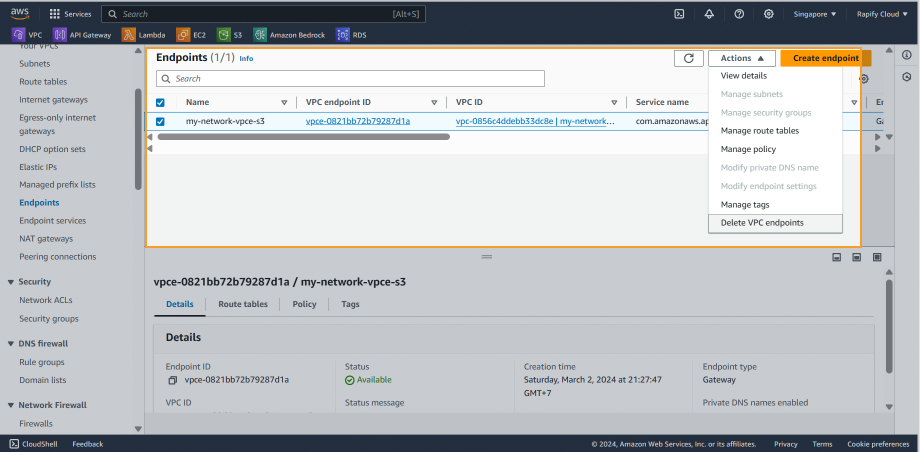 aws
Services
Search
[Alt+S]
Singapore
Rapify Cloud
VPC
API Gateway
Lambda
EC2
S3
Amazon Bedrock
RDS
Your VPCs
Subnets
Route tables
Internet gateways
Egress-only internet
gateways
DHCP option sets
Elastic IPs
Managed prefix lists
Endpoints
Endpoint services
NAT gateways
Peering connections
Security
Network ACLs
Security groups
DNS firewall
Rule groups
Domain lists
Network Firewall
Firewalls
Endpoints (1/1) Info
Actions
Create endpoint
Search
Name
VPC endpoint ID
VPC ID
Service name
my-network-vpce-s3
vpce-0821bb72b79287d1a
vpc-0856c4ddebb33dc8e | my-network...
com.amazonaws.ap
View details
Manage subnets
Manage security groups
Manage route tables
Manage policy
Modify private DNS name
Modify endpoint settings
Manage tags
Delete VPC endpoints
vpce-0821bb72b79287d1a / my-network-vpce-s3
Details
Route tables
Policy
Tags
Details
Endpoint ID
vpce-0821bb72b79287d1a
Status
Available
Creation time
Saturday, March 2, 2024 at 21:27:47
GMT+7
Endpoint type
Gateway
VPC ID
Status message
Private DNS names enabled
CloudShell
Feedback
© 2024, Amazon Web Services, Inc. or its affiliates.
Privacy
Terms
Cookie preferences